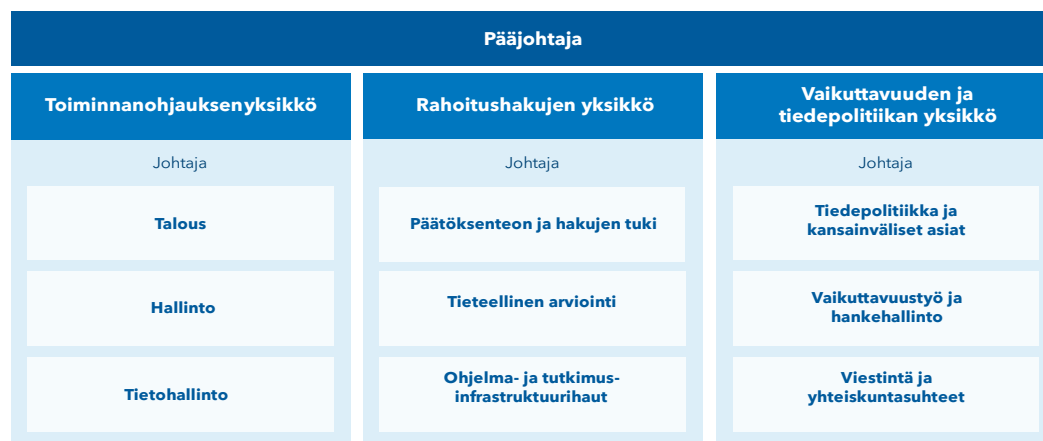 Pääjohtaja
Toiminnanohjauksenyksikkö
Johtaja
Talous
Hallinto
Tietohallinto
Rahoitushakujen yksikkö
Johtaja
Päätöksenteon ja hakujen tuki
Tieteellinen arviointi
Ohjelma- ja tutkimus-
infrastruktuurihaut
Vaikuttavuuden ja
tiedepolitiikan yksikkö
Johtaja
Tiedepolitiikka ja
kansainväliset asiat
Vaikuttavuustyö ja
hankehallinto
Viestintä ja
yhteiskuntasuhteet